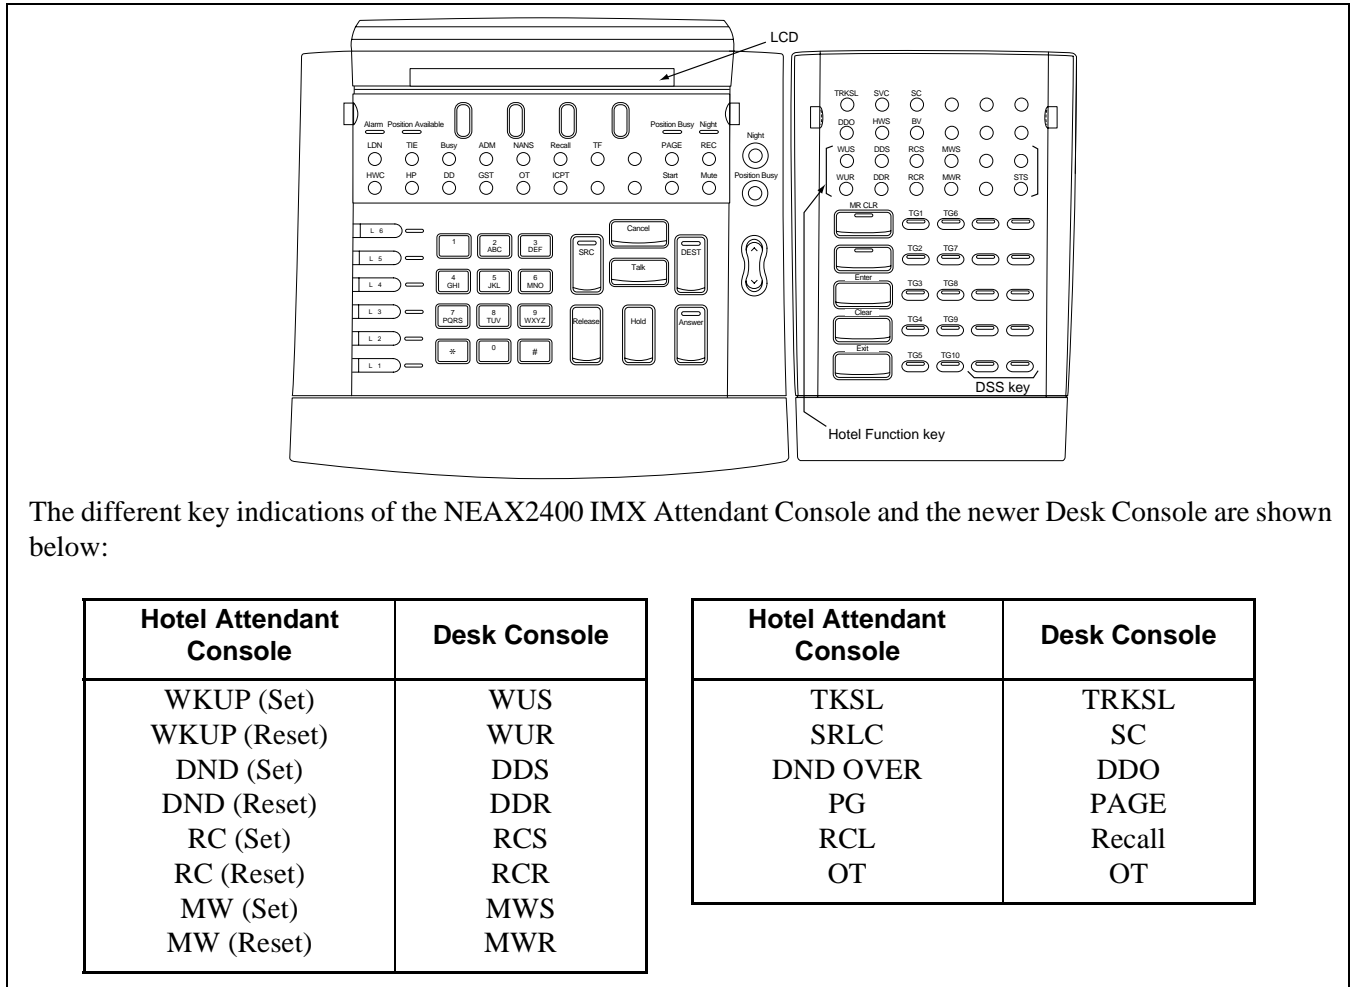 LCD
TRKSL SVC SC
DDO HWS BV
WUS DDS RCS MWS
WUR DDR RCR MWR STS
Alarm Position Available Position Busy Night
LDN TIE Busy ADM NANS Recall TF PAGE REC
HWC HP DD GST OT ICPT Start Mute
Night
Position Busy
MR CLR TG1 TG6
TG2 TG7
Enter TG3 TG8
Clear TG4 TG9
Exit TG5 TG10
DSS key
Hotel Function key
L 6
L 5
L 4
L 3
L 2
L 1
1 2 ABC 3 DEF
4 GHI 5 JKL 6 MNO
7 PQRS 8 TUV 9 WXYZ
* 0 #
SRC Cancel DEST
Talk
Release Hold Answer
The different key indications of the NEAX2400 IMX Attendant Console and the newer Desk Console are shown
below:
Hotel Attendant Console Desk Console
WKUP (Set) WUS
WKUP (Reset) WUR
DND (Set) DDS
DND (Reset) DDR
RC (Set) RCS
RC (Reset) RCR
MW (Set) MWS
MW (Reset) MWR
Hotel Attendant Console Desk Console
TKSL TRKSL
SRLC SC
DND OVER DDO
PG PAGE
RCL Recall
OT OT